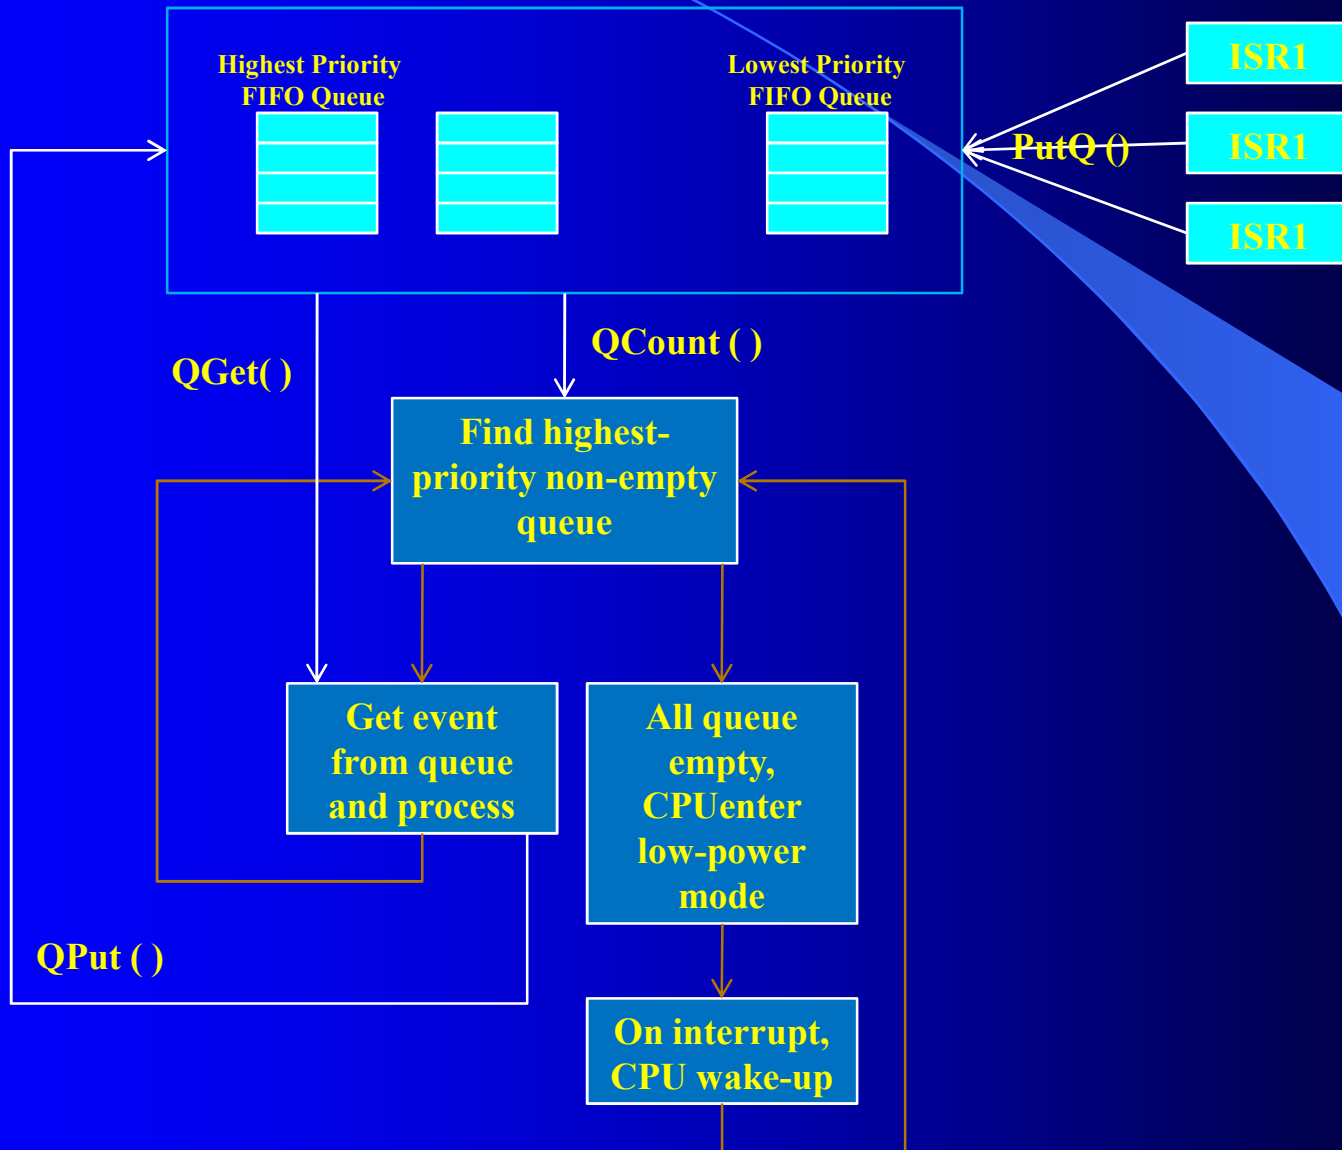 Highest Priority
FIFO Queue
Lowest Priority
FIFO Queue
ISR1
PutQ ()
ISR1
ISR1
QGet( )
QCount ( )
Find highest-
priority non-empty
queue
Get event
from queue
and process
All queue
empty,
CPUenter
low-power
mode
QPut ( )
On interrupt,
CPU wake-up